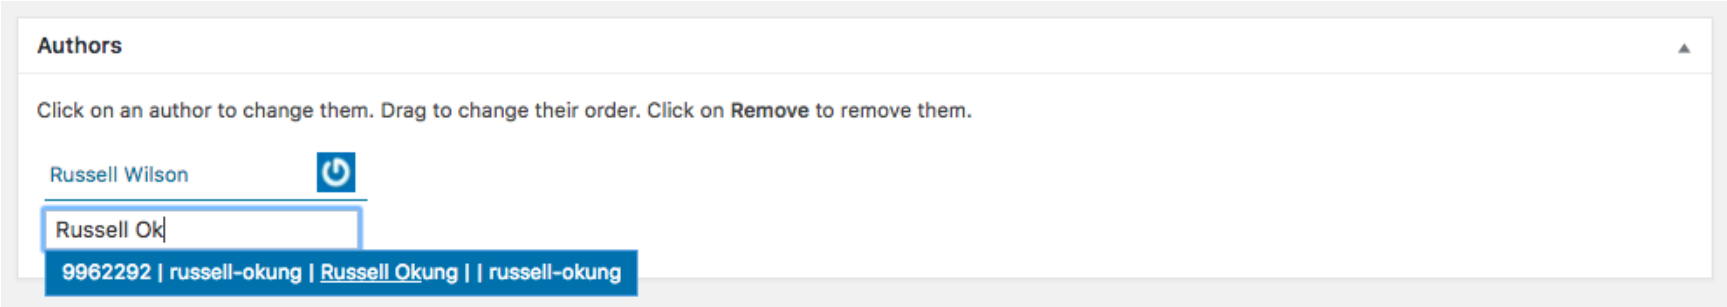 Authors
Click on an author to change them. Drag to change their order. Click on Remove to remove them.
Russell Wilson
Russell Ok
9962292 | russell-okung | Russell Okung | | russell-okung